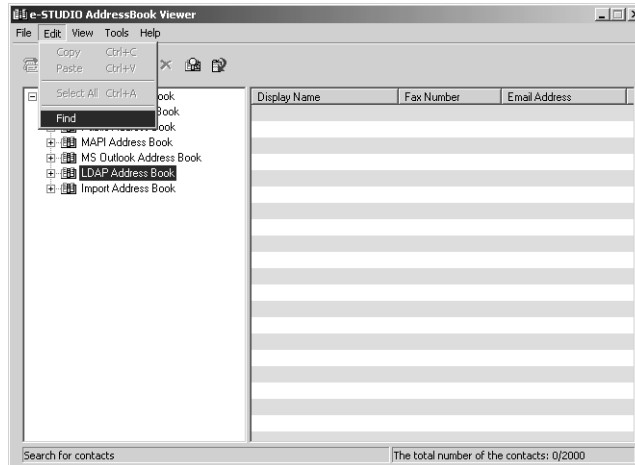 e-STUDIO AddressBook Viewer
File Edit View Tools Help
Copy Ctrl+C
Paste Ctrl+V
Select All Ctrl+A
Find
ook
Book
Address Book
MAPI Address Book
MS Outlook Address Book
LDAP Address Book
Import Address Book
Display Name Fax Number Email Address
Search for contacts The total number of the contacts: 0/2000